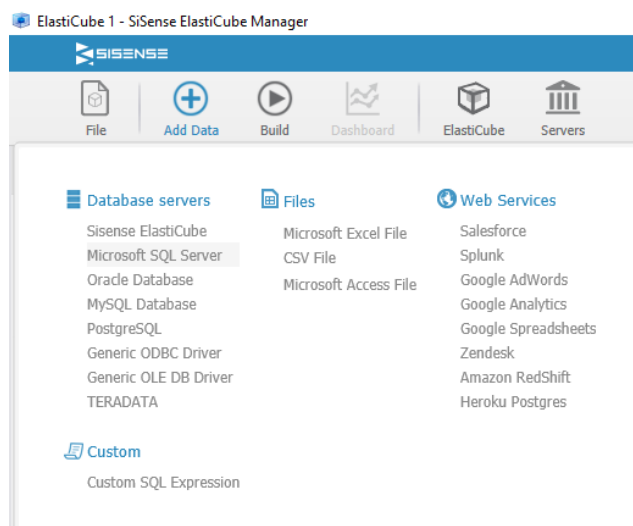 ElastiCube 1 - SiSense ElastiCube Manager
SISENSE
File
Add Data
Build
Dashboard
ElastiCube
Servers
Database servers
Sisense ElastiCube
Microsoft SQL Server
Oracle Database
MySQL Database
PostgreSQL
Generic ODBC Driver
Generic OLE DB Driver
TERADATA
Files
Microsoft Excel File
CSV File
Microsoft Access File
Web Services
Salesforce
Splunk
Google AdWords
Google Analytics
Google Spreadsheets
Zendesk
Amazon RedShift
Heroku Postgres
Custom
Custom SQL Expression